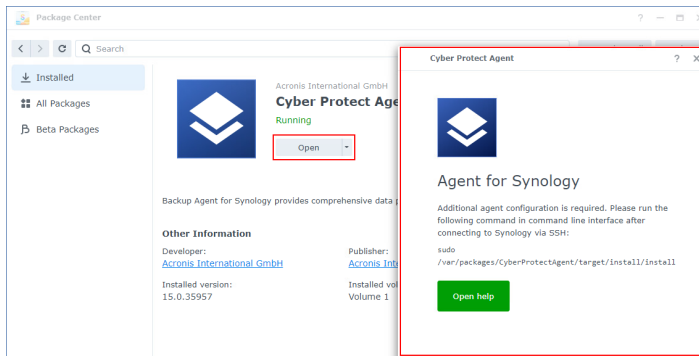 Package Center
Search
Installed
All Packages
Beta Packages
Acronis International GmbH
Cyber Protect Age
Running
Open
Backup Agent for Synology provides comprehensive data
Other Information
Developer:
Publisher:
Acronis International GmbH
Acronis Inte
Installed version:
Installed vol
15.0.35957
Volume 1
Cyber Protect Agent
Agent for Synology
Additional agent configuration is required. Please run the
following command in command line interface after
connecting to Synology via SSH:
sudo
/var/packages/CyberProtectAgent/target/install/install
Open help